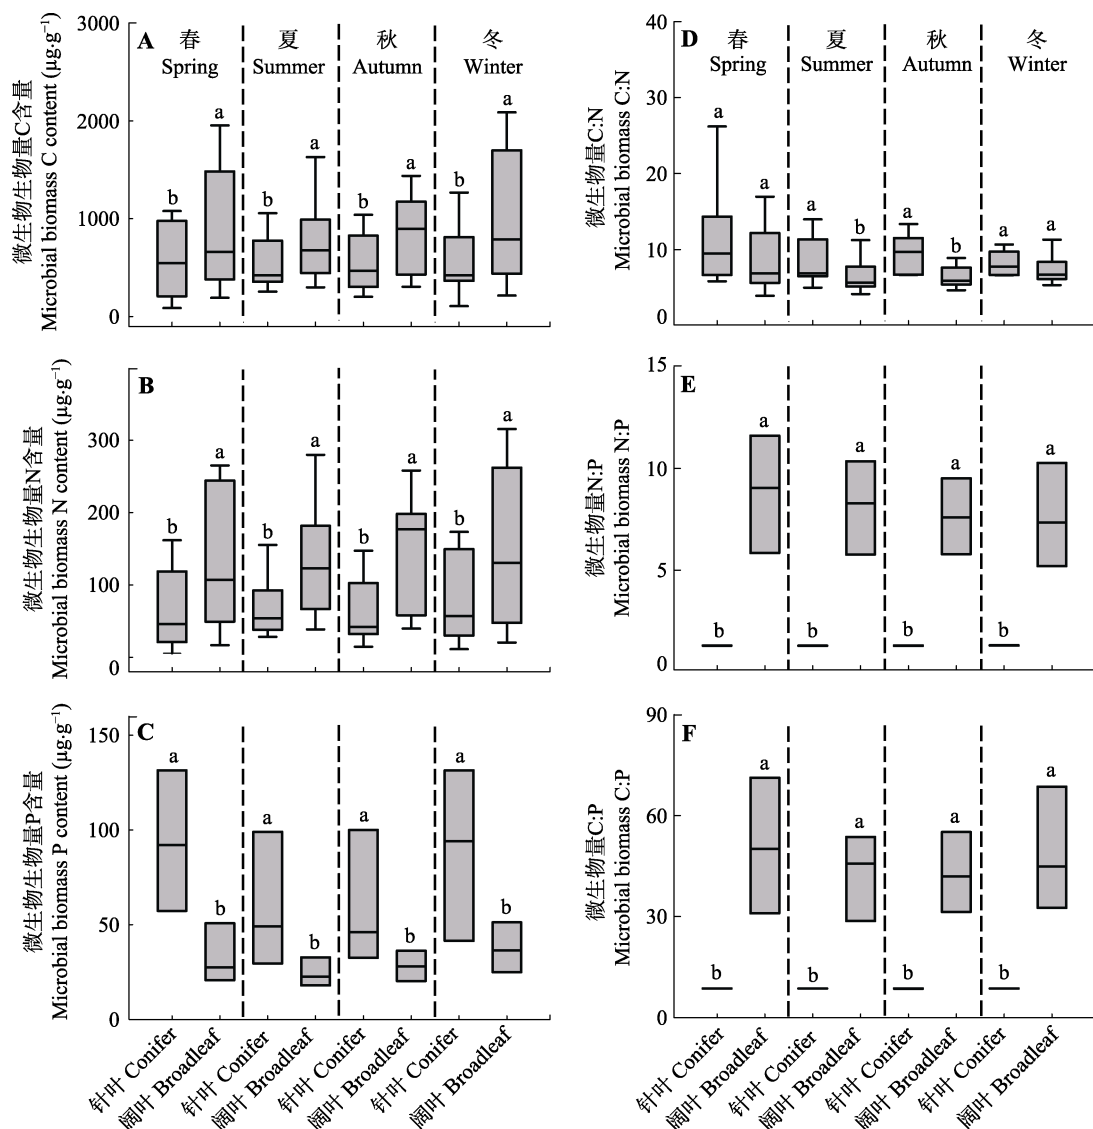 A
春
Spring
夏
Summer
秋
Autumn
冬
Winter
3000
2000
1000
0
微生物生物量C含量
Microbial biomass C content (μg·g⁻¹)
b
a
b
a
b
a
b
a
D
春
Spring
夏
Summer
秋
Autumn
冬
Winter
40
30
20
10
0
微生物量C:N
Microbial biomass C:N
a
a
a
b
a
b
a
a
B
300
200
100
0
微生物生物量N含量
Microbial biomass N content (μg·g⁻¹)
b
a
b
a
b
a
b
a
E
15
10
5
0
微生物量N:P
Microbial biomass N:P
b
a
b
a
b
a
b
a
C
150
100
50
0
微生物生物量P含量
Microbial biomass P content (μg·g⁻¹)
a
b
a
b
a
b
a
b
针叶 Conifer
阔叶 Broadleaf
针叶 Conifer
阔叶 Broadleaf
针叶 Conifer
阔叶 Broadleaf
针叶 Conifer
阔叶 Broadleaf
F
90
60
30
0
微生物量C:P
Microbial biomass C:P
b
a
b
a
b
a
b
a
针叶 Conifer
阔叶 Broadleaf
针叶 Conifer
阔叶 Broadleaf
针叶 Conifer
阔叶 Broadleaf
针叶 Conifer
阔叶 Broadleaf